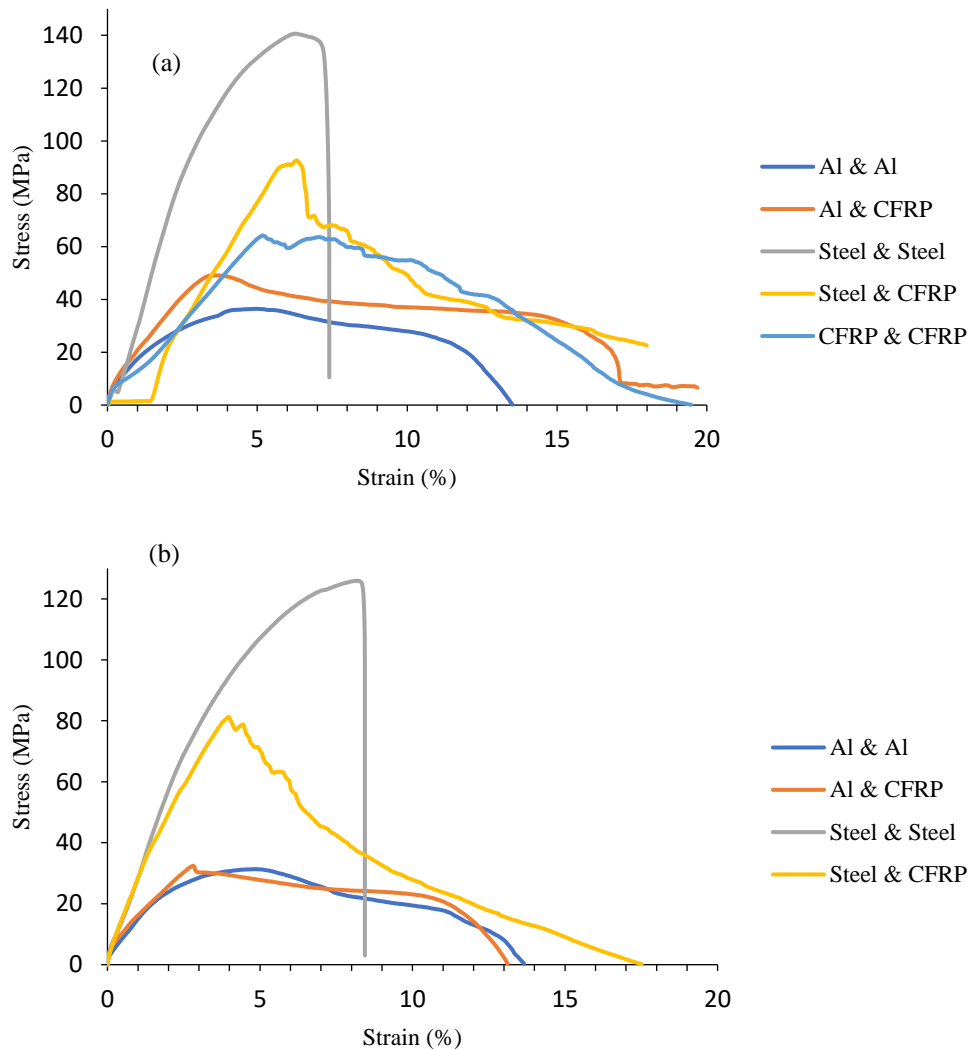 (a)
Stress (MPa)
140
120
100
80
60
40
20
0
0 5 10 15 20
Strain (%)
Al & Al
Al & CFRP
Steel & Steel
Steel & CFRP
CFRP & CFRP
(b)
Stress (MPa)
120
100
80
60
40
20
0
0 5 10 15 20
Strain (%)
Al & Al
Al & CFRP
Steel & Steel
Steel & CFRP